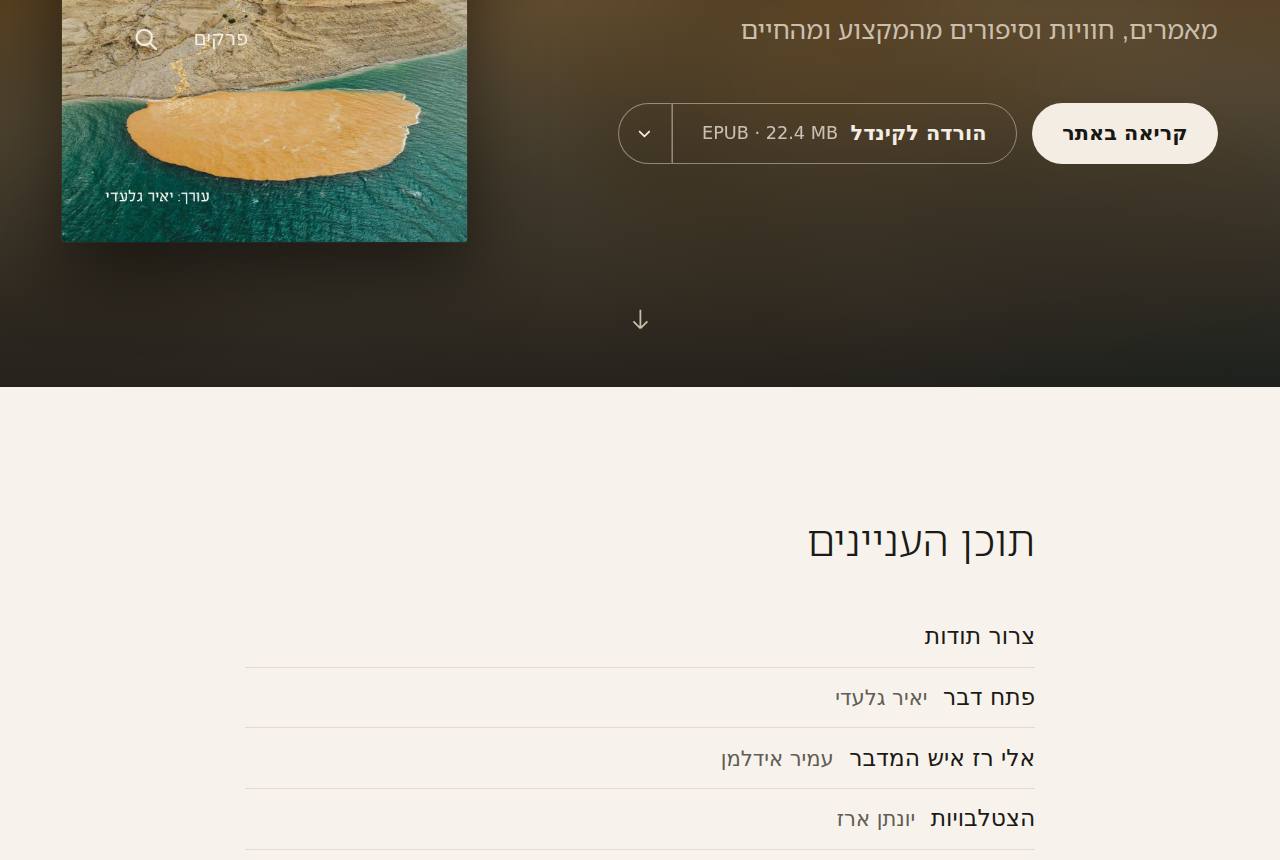 מאמרים, חוויות וסיפורים מהמקצוע ומהחיים
קריאה באתר
הורדה לקינדל EPUB · 22.4 MB
פרקים
עורך: יאיר גלעדי
תוכן העניינים
צרור תודות
פתח דבר יאיר גלעדי
אלי רז איש המדבר עמיר אידלמן
הצטלבויות יונתן ארז